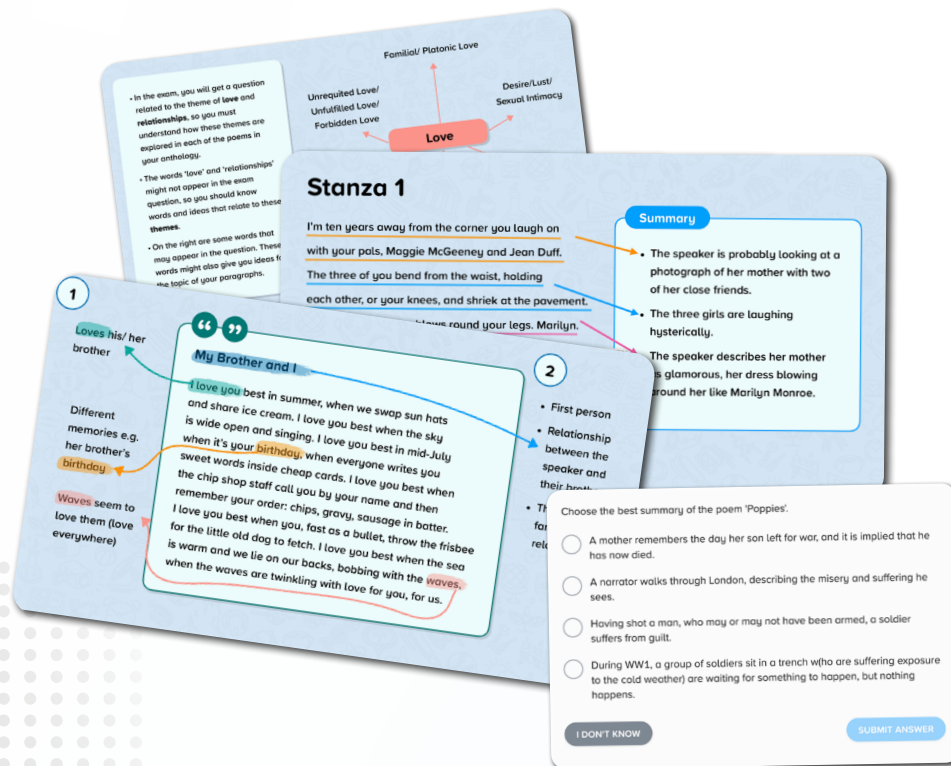 • In the exam, you will get a question
related to the theme of love and
relationships, so you must
understand how these themes are
explored in each of the poems in
your anthology.
• The words 'love' and 'relationships'
might not appear in the exam
question, so you should know
words and ideas that relate to these
themes.
• On the right are some words that
may appear in the question. These
words might also give you ideas
the topic of your paragraphs.
Familial/ Platonic Love
Unrequited Love/
Unfulfilled Love/
Forbidden Love
Desire/Lust/
Sexual Intimacy
Love
Stanza 1
I'm ten years away from the corner you laugh on
with your pals, Maggie McGeeney and Jean Duff.
The three of you bend from the waist, holding
each other, or your knees, and shriek at the pavement.
round your legs. Marilyn.
Summary
• The speaker is probably looking at a
photograph of her mother with two
of her close friends.
• The three girls are laughing
hysterically.
The speaker describes her mother
glamorous, her dress blowing
around her like Marilyn Monroe.
1
Loves his/ her
brother
Different
memories e.g.
her brother's
birthday
Waves seem to
love them (love
everywhere)
“ ”
My Brother and I
I love you best in summer, when we swap sun hats
and share ice cream. I love you best when the sky
is wide open and singing. I love you best in mid-July
when it's your birthday, when everyone writes you
sweet words inside cheap cards. I love you best when
the chip shop staff call you by your name and then
remember your order: chips, gravy, sausage in batter.
I love you best when you, fast as a bullet, throw the frisbee
for the little old dog to fetch. I love you best when the sea
is warm and we lie on our backs, bobbing with the waves,
when the waves are twinkling with love for you, for us.
2
• First person
• Relationship
between the
speaker and
their
Choose the best summary of the poem 'Poppies'.
A mother remembers the day her son left for war, and it is implied that he
has now died.
A narrator walks through London, describing the misery and suffering he
sees.
Having shot a man, who may or may not have been armed, a soldier
suffers from guilt.
During WW1, a group of soldiers sit in a trench w(ho are suffering exposure
to the cold weather) are waiting for something to happen, but nothing
happens.
I DON'T KNOW
SUBMIT ANSWER